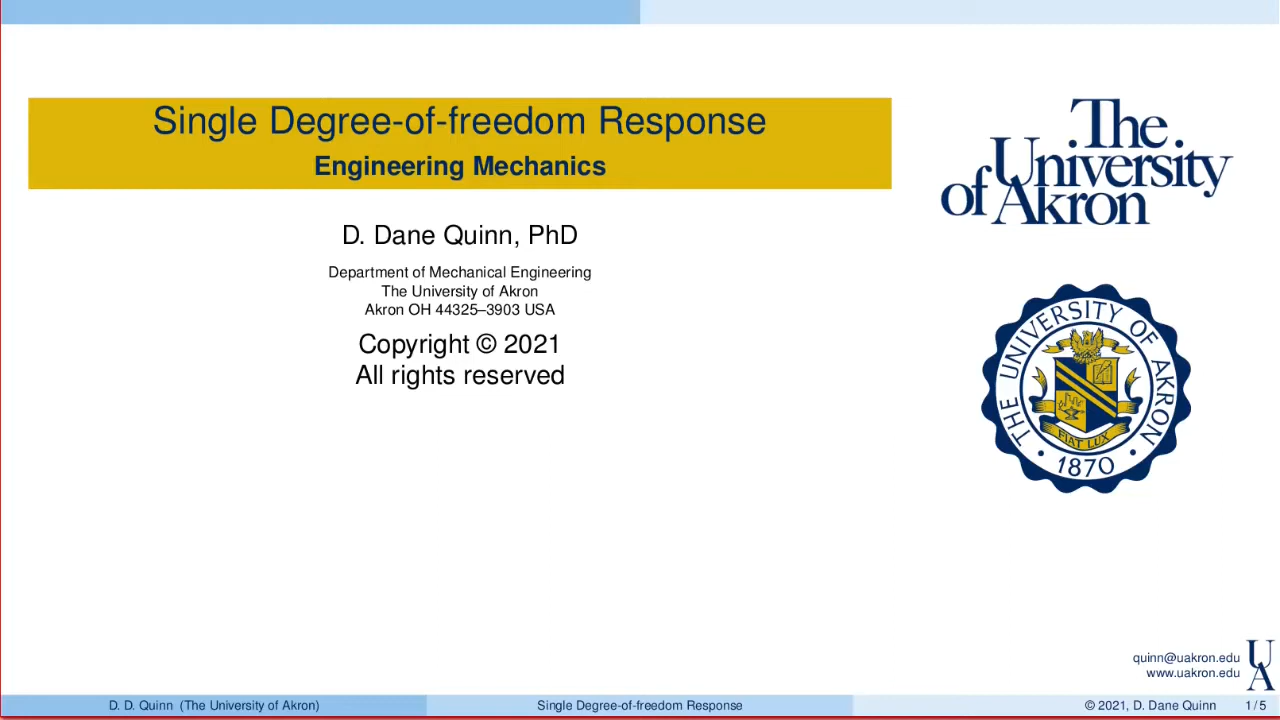 Single Degree-of-freedom Response
Engineering Mechanics
D. Dane Quinn, PhD
Department of Mechanical Engineering
The University of Akron
Akron OH 44325–3903 USA
Copyright © 2021
All rights reserved
The
University
of Akron
THE UNIVERSITY OF AKRON
FIAT LUX
1870
quinn@uakron.edu
www.uakron.edu
UA
D. D. Quinn (The University of Akron)
Single Degree-of-freedom Response
© 2021, D. Dane Quinn
1 / 5